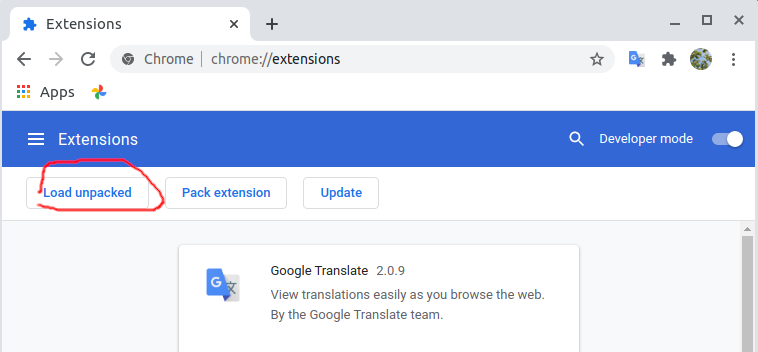 Extensions
Chrome | chrome://extensions
Apps
Extensions
Developer mode
Load unpacked
Pack extension
Update
Google Translate 2.0.9
View translations easily as you browse the web.
By the Google Translate team.